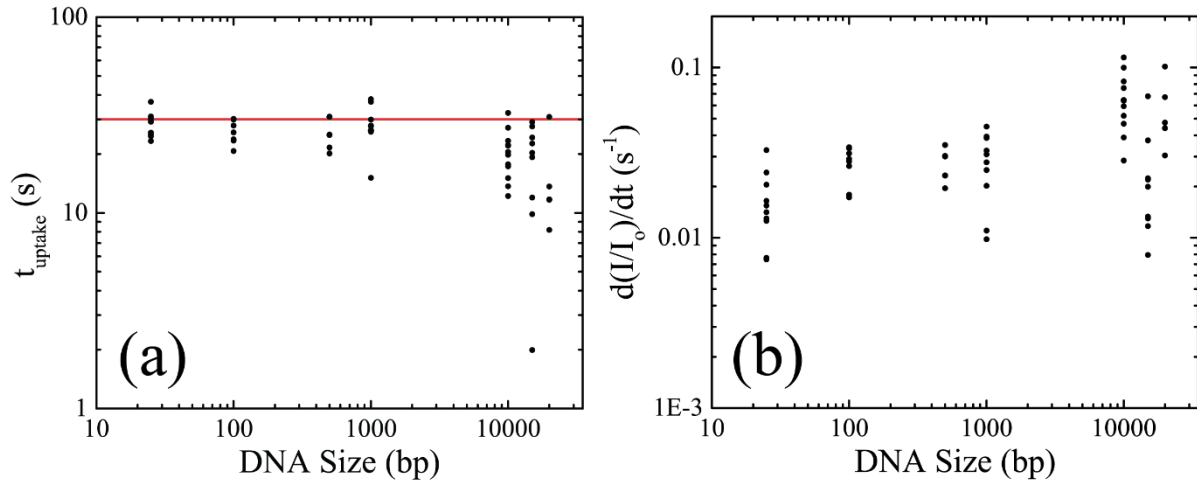 100
10
1
t_uptake (s)
(a)
10 100 1000 10000
DNA Size (bp)
0.1
0.01
1E-3
d(I/I_o)/dt (s^-1)
(b)
10 100 1000 10000
DNA Size (bp)